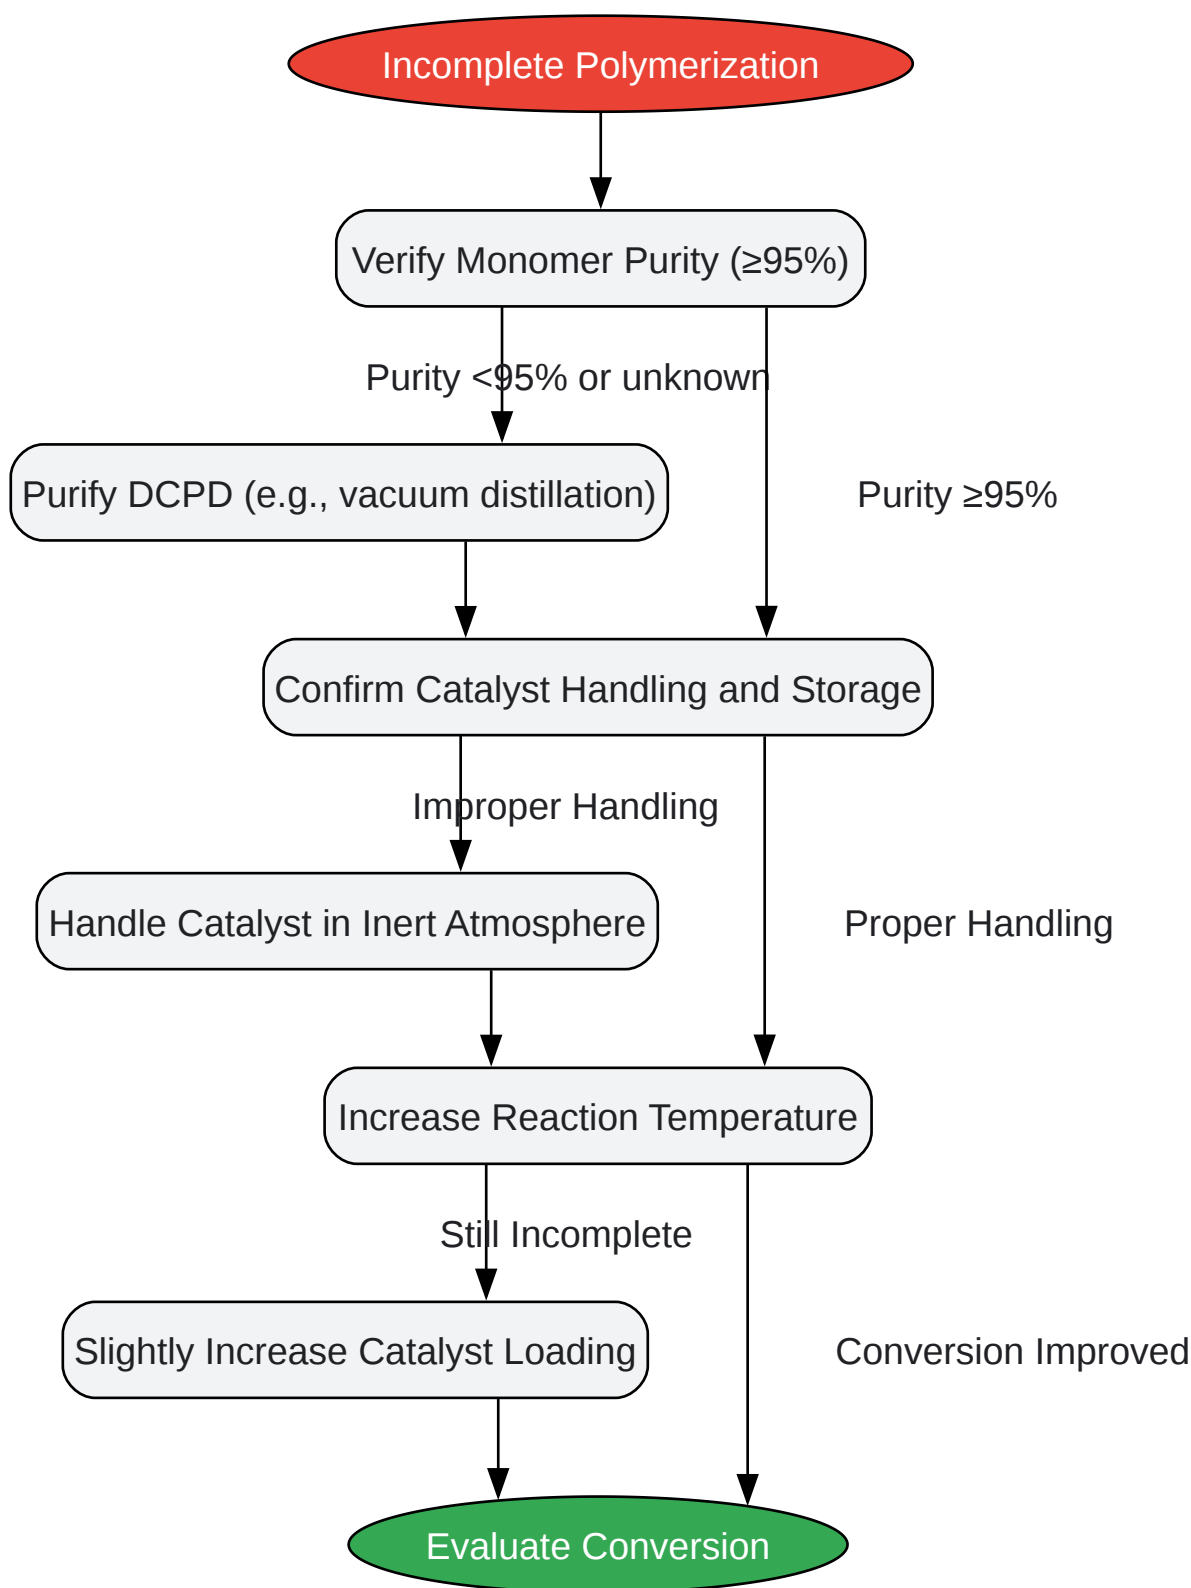 Incomplete Polymerization
Verify Monomer Purity (≥95%)
Purity <95% or unknown
Purify DCPD (e.g., vacuum distillation)
Purity ≥95%
Confirm Catalyst Handling and Storage
Improper Handling
Handle Catalyst in Inert Atmosphere
Proper Handling
Increase Reaction Temperature
Still Incomplete
Slightly Increase Catalyst Loading
Conversion Improved
Evaluate Conversion